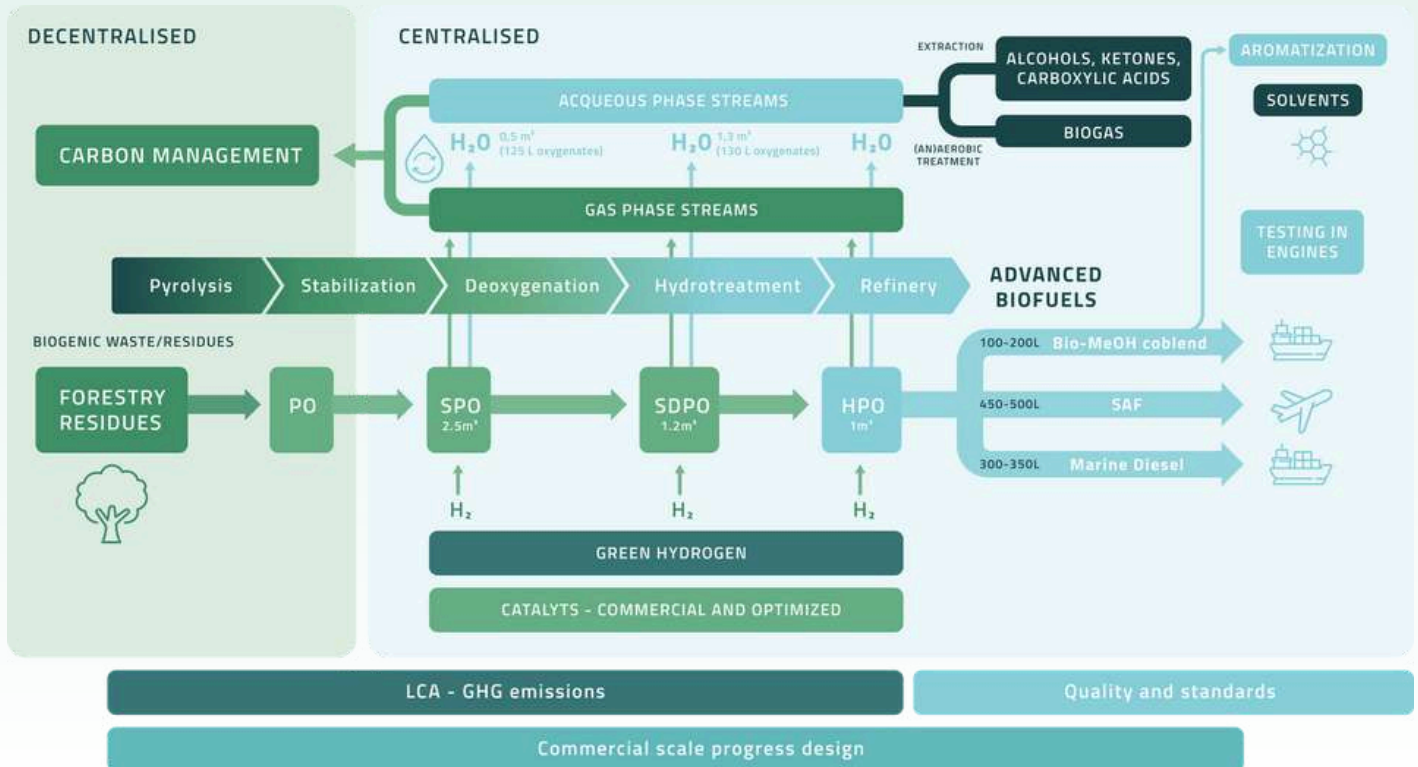 DECENTRALISED
CENTRALISED
EXTRACTION
ALCOHOLS, KETONES,
CARBOXYLIC ACIDS
AROMATIZATION
ACQUEOUS PHASE STREAMS
SOLVENTS
CARBON MANAGEMENT
H₂O 0,5 m³
(125 L oxygenates)
H₂O 1,3 m³
(130 L oxygenates)
H₂O
(AN)AEROBIC
TREATMENT
BIOGAS
GAS PHASE STREAMS
TESTING IN
ENGINES
Pyrolysis
Stabilization
Deoxygenation
Hydrotreatment
Refinery
ADVANCED
BIOFUELS
BIOGENIC WASTE/RESIDUES
FORESTRY
RESIDUES
PO
SPO
2.5m³
SDPO
1.2m³
HPO
1m³
100-200L Bio-MeOH coblend
450-500L SAF
300-350L Marine Diesel
H₂
H₂
H₂
GREEN HYDROGEN
CATALYTS - COMMERCIAL AND OPTIMIZED
LCA - GHG emissions
Quality and standards
Commercial scale progress design